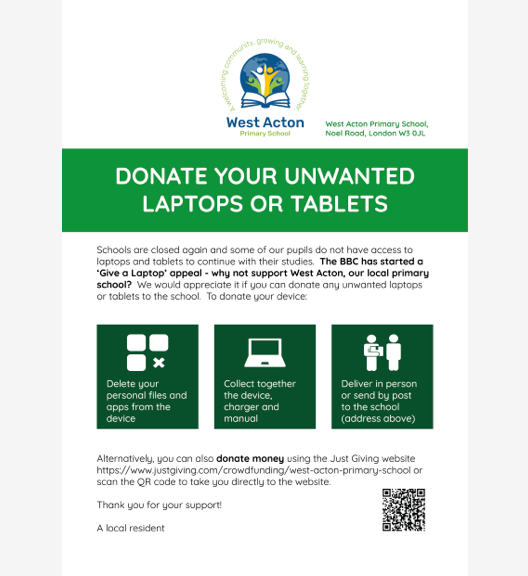 A welcoming community, growing and learning together
West Acton
Primary School
West Acton Primary School,
Noel Road, London W3 0JL
DONATE YOUR UNWANTED
LAPTOPS OR TABLETS
Schools are closed again and some of our pupils do not have access to
laptops and tablets to continue with their studies. The BBC has started a
‘Give a Laptop’ appeal - why not support West Acton, our local primary
school? We would appreciate it if you can donate any unwanted laptops
or tablets to the school. To donate your device:
Delete your
personal files and
apps from the
device
Collect together
the device,
charger and
manual
Deliver in person
or send by post
to the school
(address above)
Alternatively, you can also donate money using the Just Giving website
https://www.justgiving.com/crowdfunding/west-acton-primary-school or
scan the QR code to take you directly to the website.
Thank you for your support!
A local resident